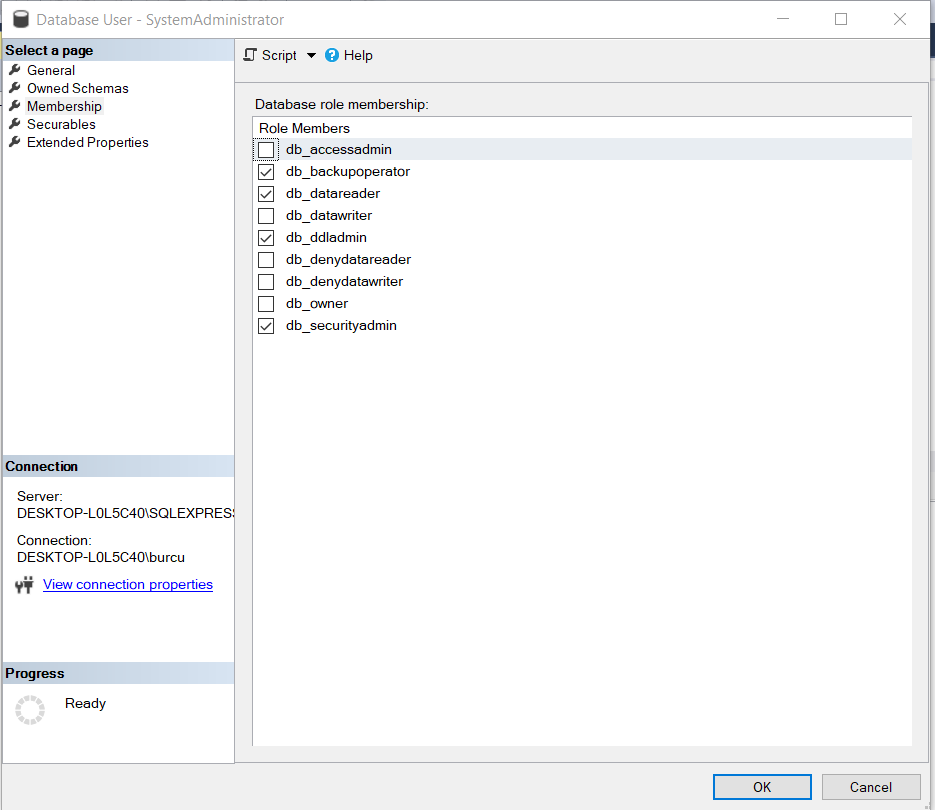 Database User - SystemAdministrator
Select a page
General
Owned Schemas
Membership
Securables
Extended Properties
Script
Help
Database role membership:
Role Members
db_accessadmin
db_backupoperator
db_datareader
db_datawriter
db_ddladmin
db_denydatareader
db_denydatawriter
db_owner
db_securityadmin
Connection
Server:
DESKTOP-L0L5C40\SQLEXPRESS
Connection:
DESKTOP-L0L5C40\burcu
View connection properties
Progress
Ready
OK
Cancel